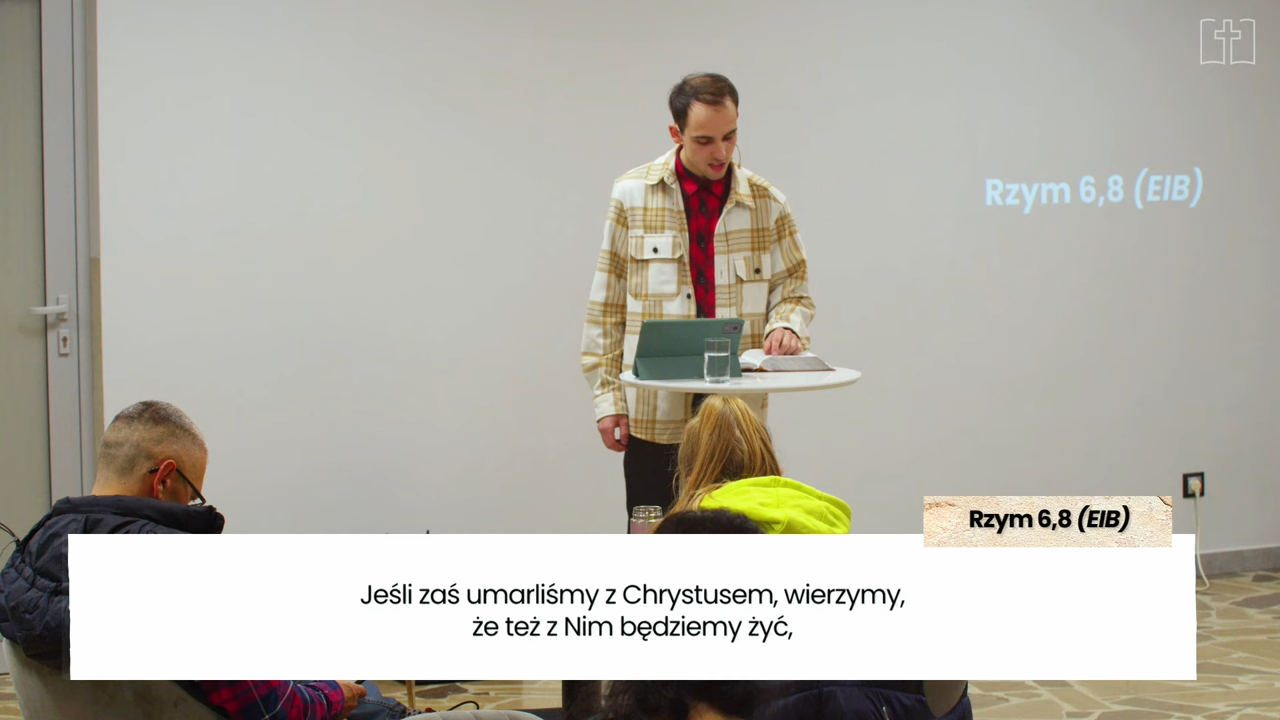 Rzym 6,8 (EIB)
Rzym 6,8 (EIB)
Jeśli zaś umarliśmy z Chrystusem, wierzymy,
że też z Nim będziemy żyć,